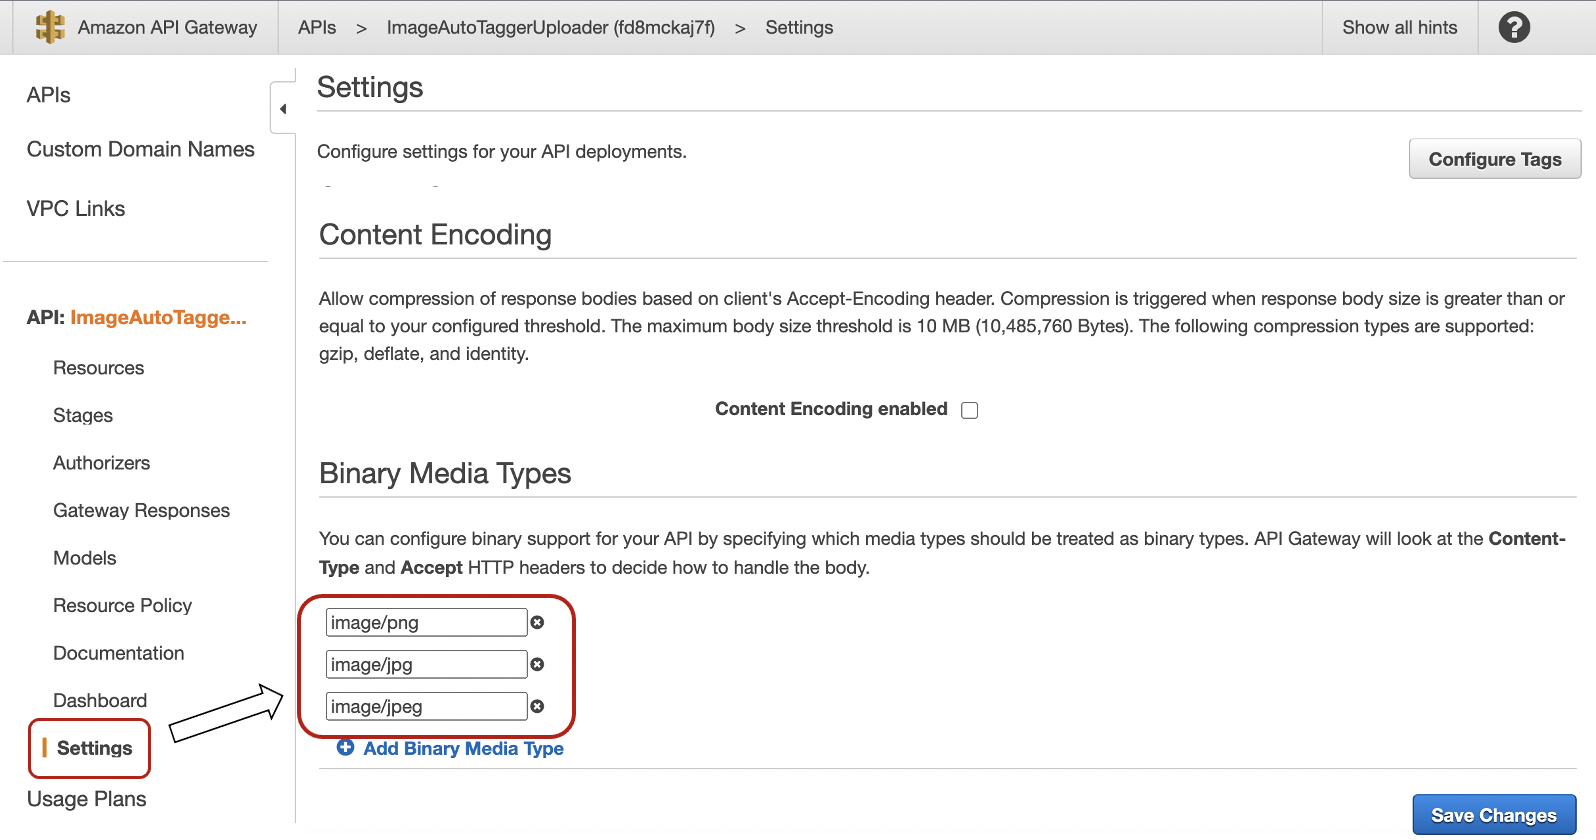 Amazon API Gateway
APIs > ImageAutoTaggerUploader (fd8mckaj7f) > Settings
Show all hints
?
APIs
Custom Domain Names
VPC Links
API: ImageAutoTagge...
Resources
Stages
Authorizers
Gateway Responses
Models
Resource Policy
Documentation
Dashboard
Settings
Usage Plans
Settings
Configure settings for your API deployments.
Configure Tags
Content Encoding
Allow compression of response bodies based on client's Accept-Encoding header. Compression is triggered when response body size is greater than or
equal to your configured threshold. The maximum body size threshold is 10 MB (10,485,760 Bytes). The following compression types are supported:
gzip, deflate, and identity.
Content Encoding enabled
Binary Media Types
You can configure binary support for your API by specifying which media types should be treated as binary types. API Gateway will look at the Content-
Type and Accept HTTP headers to decide how to handle the body.
image/png
image/jpg
image/jpeg
Add Binary Media Type
Save Changes